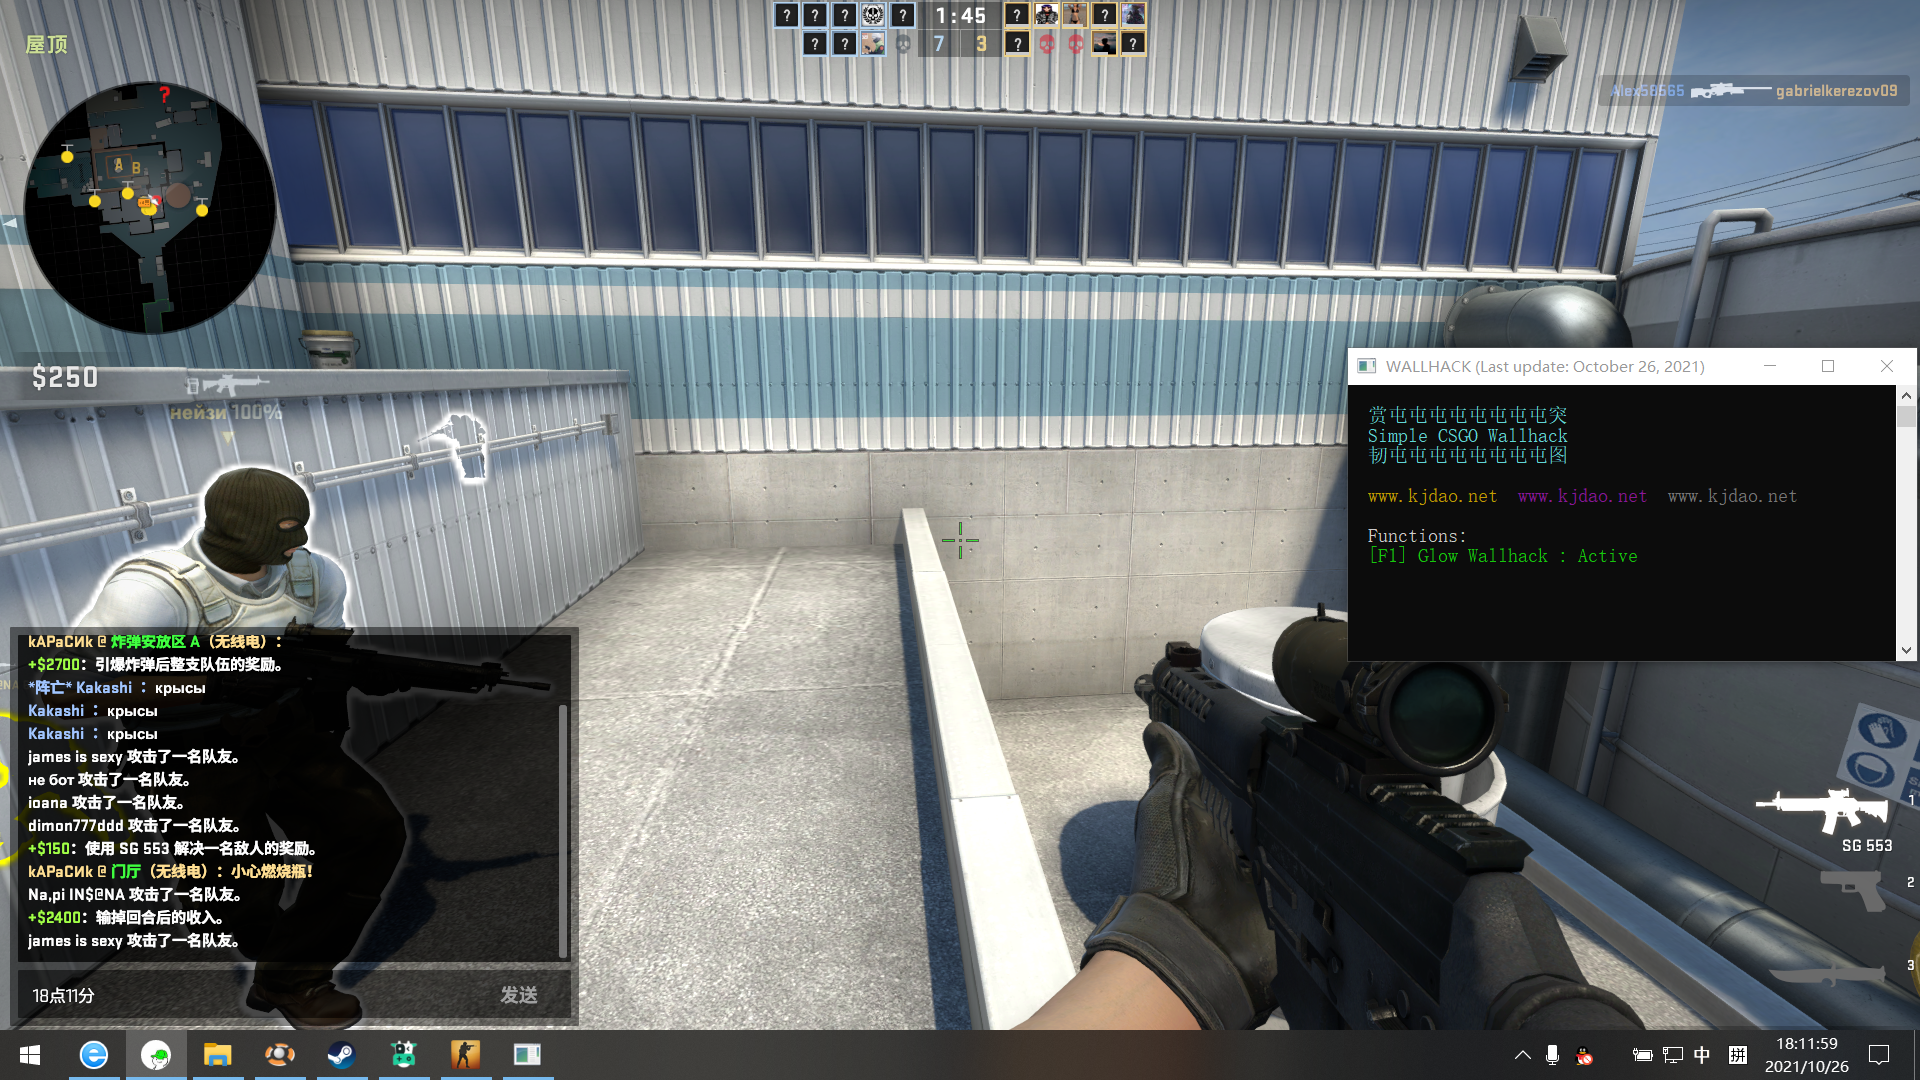 屋顶
? ? ? ? 1:45 ? ?
? ? 7 3 ? ?
Alex56565 gabrielkerezov09
?
A B
$250
нейзи 100%
WALLHACK (Last update: October 26, 2021)
赏屯屯屯屯屯屯屯屯突
Simple CSGO Wallhack
韧屯屯屯屯屯屯屯屯图
www.kjdao.net www.kjdao.net www.kjdao.net
Functions:
[F1] Glow Wallhack : Active
kAPaCИk @ 炸弹安放区 A（无线电）：
+$2700：引爆炸弹后整支队伍的奖励。
*阵亡* Kakashi ： крысы
Kakashi ： крысы
Kakashi ： крысы
james is sexy 攻击了一名队友。
не бот 攻击了一名队友。
ioana 攻击了一名队友。
dimon777ddd 攻击了一名队友。
+$150：使用 SG 553 解决一名敌人的奖励。
kAPaCИk @ 门厅（无线电）：小心燃烧瓶！
Na,pi IN$@NA 攻击了一名队友。
+$2400：输掉回合后的收入。
james is sexy 攻击了一名队友。
18点11分 发送
1
SG 553
2
3
中 拼
18:11:59
2021/10/26